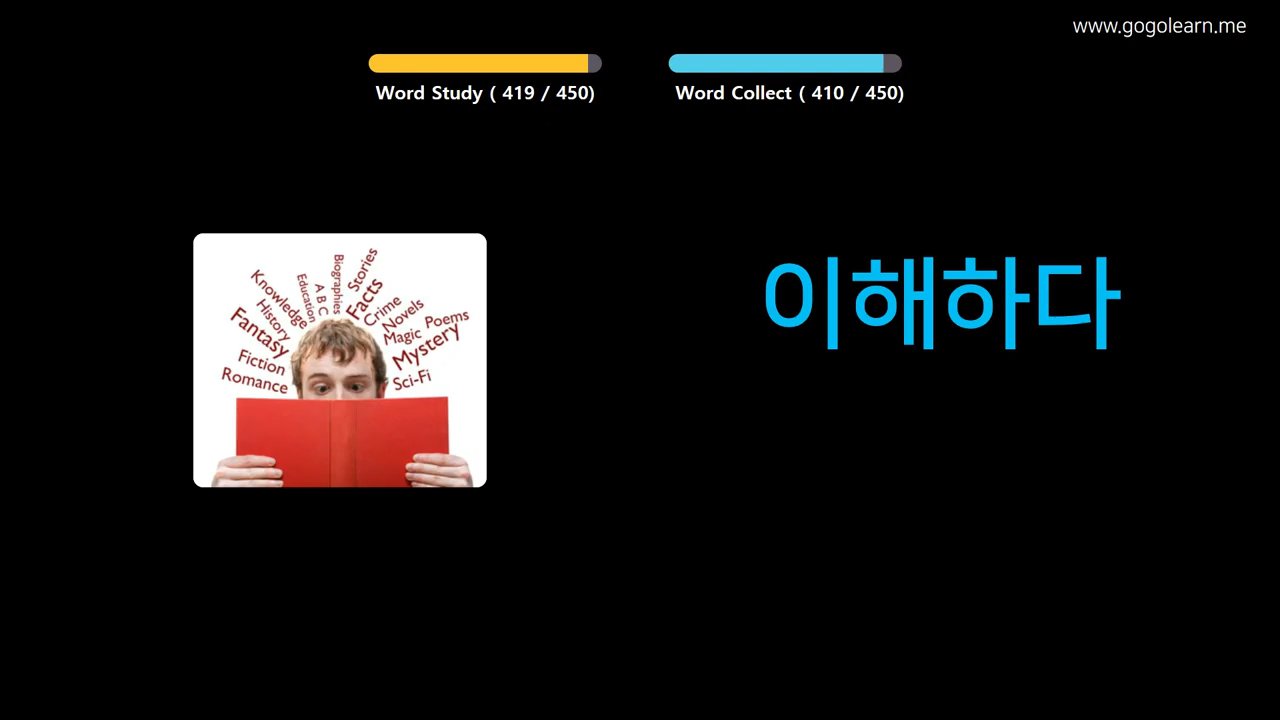 www.gogolearn.me
Word Study ( 419 / 450)
Word Collect ( 410 / 450)
이해하다
Stories
Biographies
Facts
Education
A B C
Knowledge
Crime
History
Novels
Fantasy
Poems
Magic
Mystery
Fiction
Romance
Sci-Fi